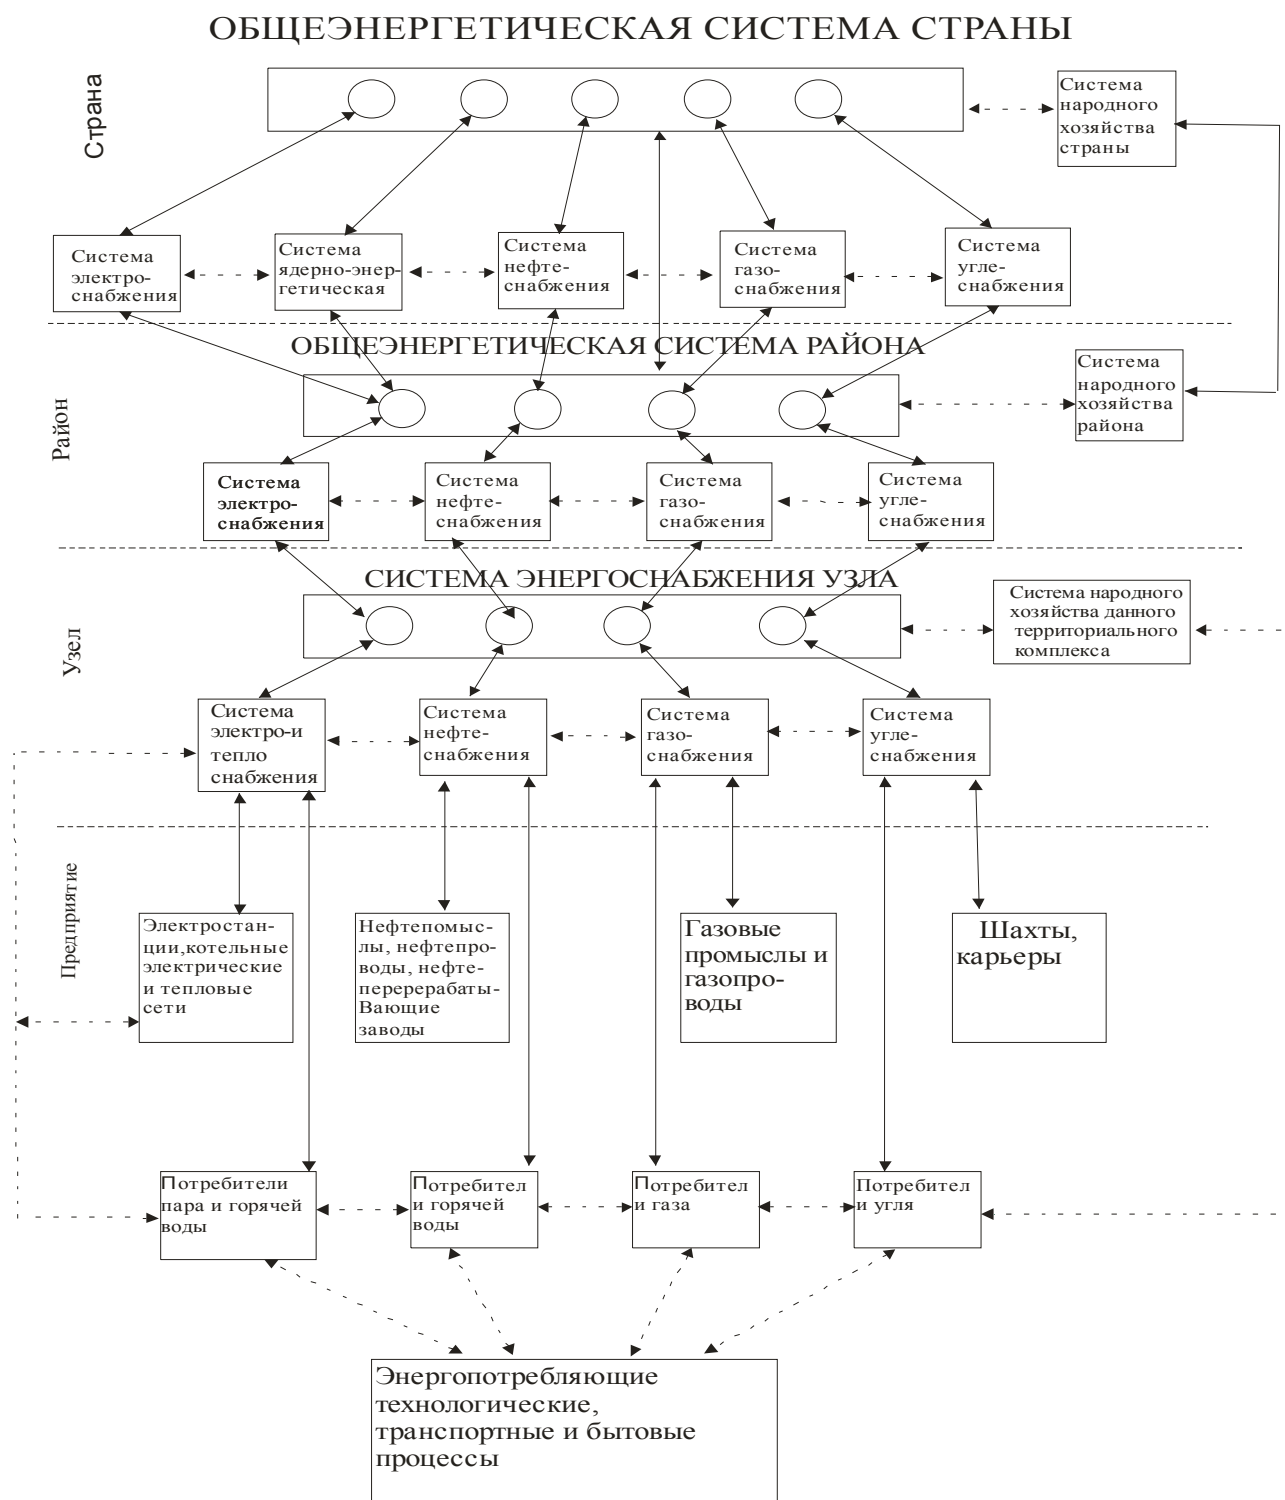 ОБЩЕЭНЕРГЕТИЧЕСКАЯ СИСТЕМА СТРАНЫ
Страна
Система
народного
хозяйства
страны
Система
электро-
снабжения
Система
ядерно-энер-
гетическая
Система
нефте-
снабжения
Система
газо-
снабжения
Система
угле-
снабжения
ОБЩЕЭНЕРГЕТИЧЕСКАЯ СИСТЕМА РАЙОНА
Район
Система
народного
хозяйства
района
Система
электро-
снабжения
Система
нефте-
снабжения
Система
газо-
снабжения
Система
угле-
снабжения
СИСТЕМА ЭНЕРГОСНАБЖЕНИЯ УЗЛА
Узел
Система народного
хозяйства данного
территориального
комплекса
Система
электро-и
тепло
снабжения
Система
нефте-
снабжения
Система
газо-
снабжения
Система
угле-
снабжения
Предприятие
Электростан-
ции,котельные
электрические
и тепловые
сети
Нефтепомыс-
лы, нефтепро-
воды, нефте-
перерерабаты-
Вающие
заводы
Газовые
промыслы и
газопро-
воды
Шахты,
карьеры
Потребители
пара и горячей
воды
Потребител
и горячей
воды
Потребител
и газа
Потребител
и угля
Энергопотребляющие
технологические,
транспортные и бытовые
процессы